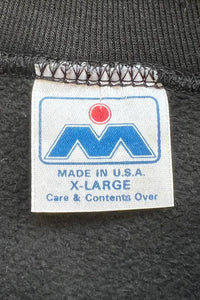 MADE IN U.S.A.
X-LARGE
Care & Contents Over